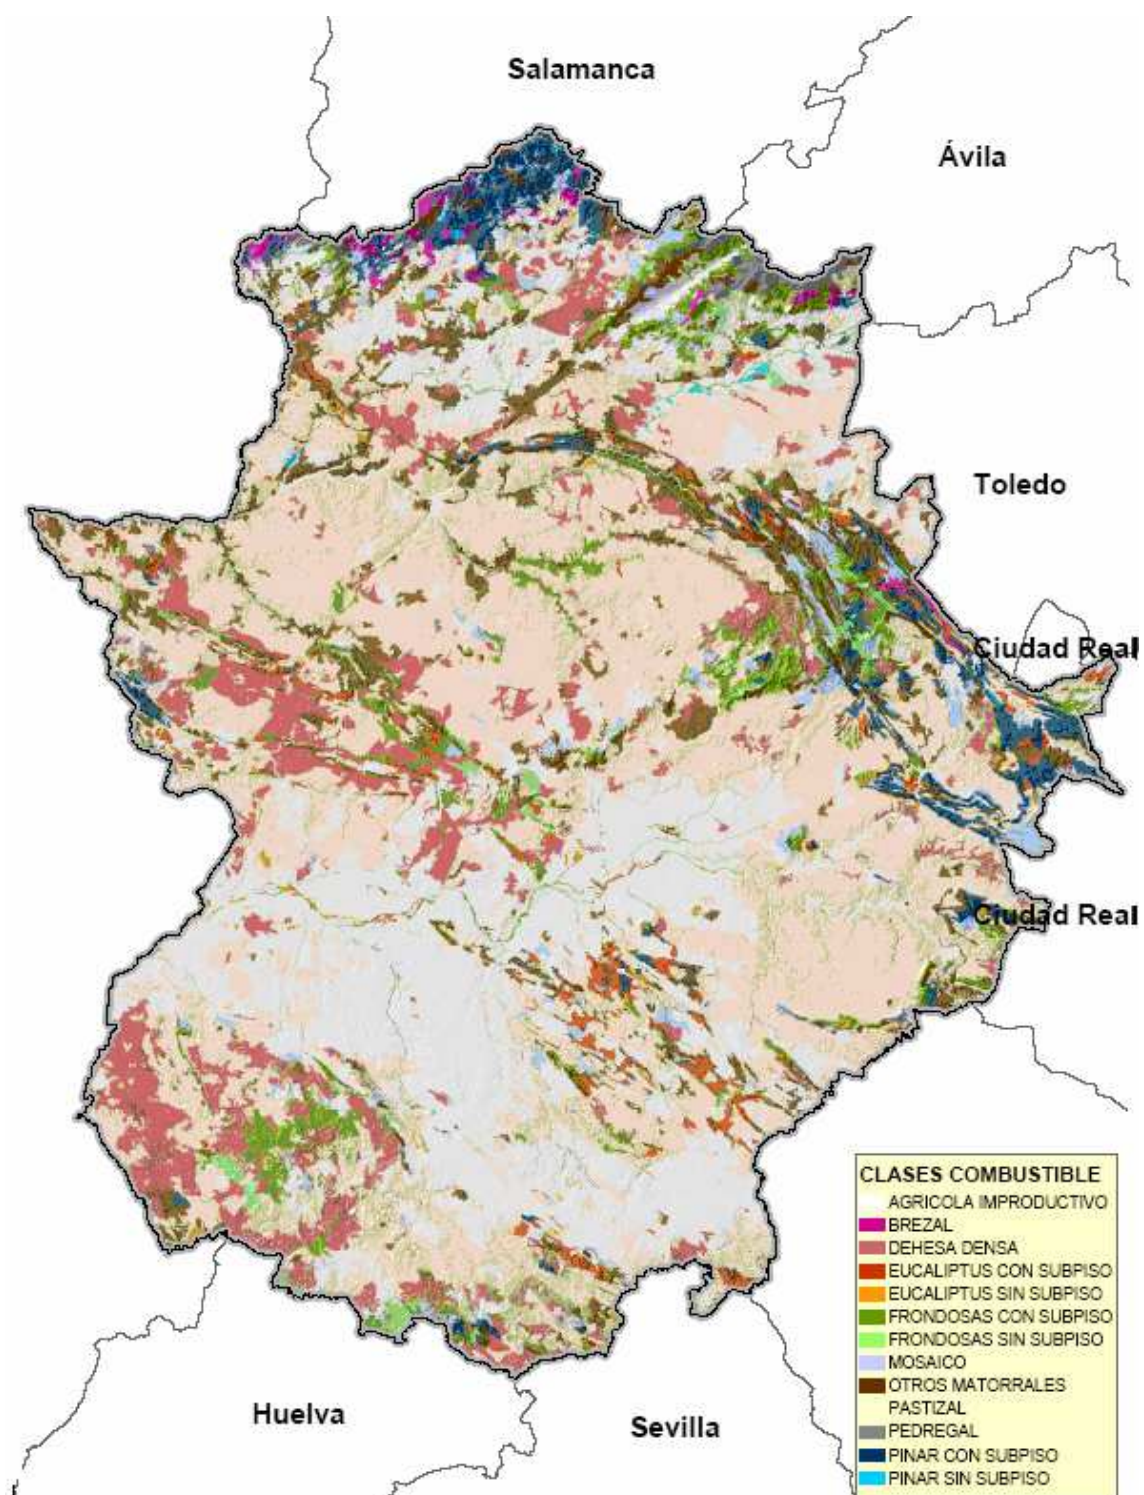 Salamanca
Ávila
Toledo
Ciudad Real
Ciudad Real
Huelva
Sevilla
CLASES COMBUSTIBLE
AGRICOLA IMPRODUCTIVO
BREZAL
DEHESA DENSA
EUCALIPTUS CON SUBPISO
EUCALIPTUS SIN SUBPISO
FRONDOSAS CON SUBPISO
FRONDOSAS SIN SUBPISO
MOSAICO
OTROS MATORRALES
PASTIZAL
PEDREGAL
PINAR CON SUBPISO
PINAR SIN SUBPISO